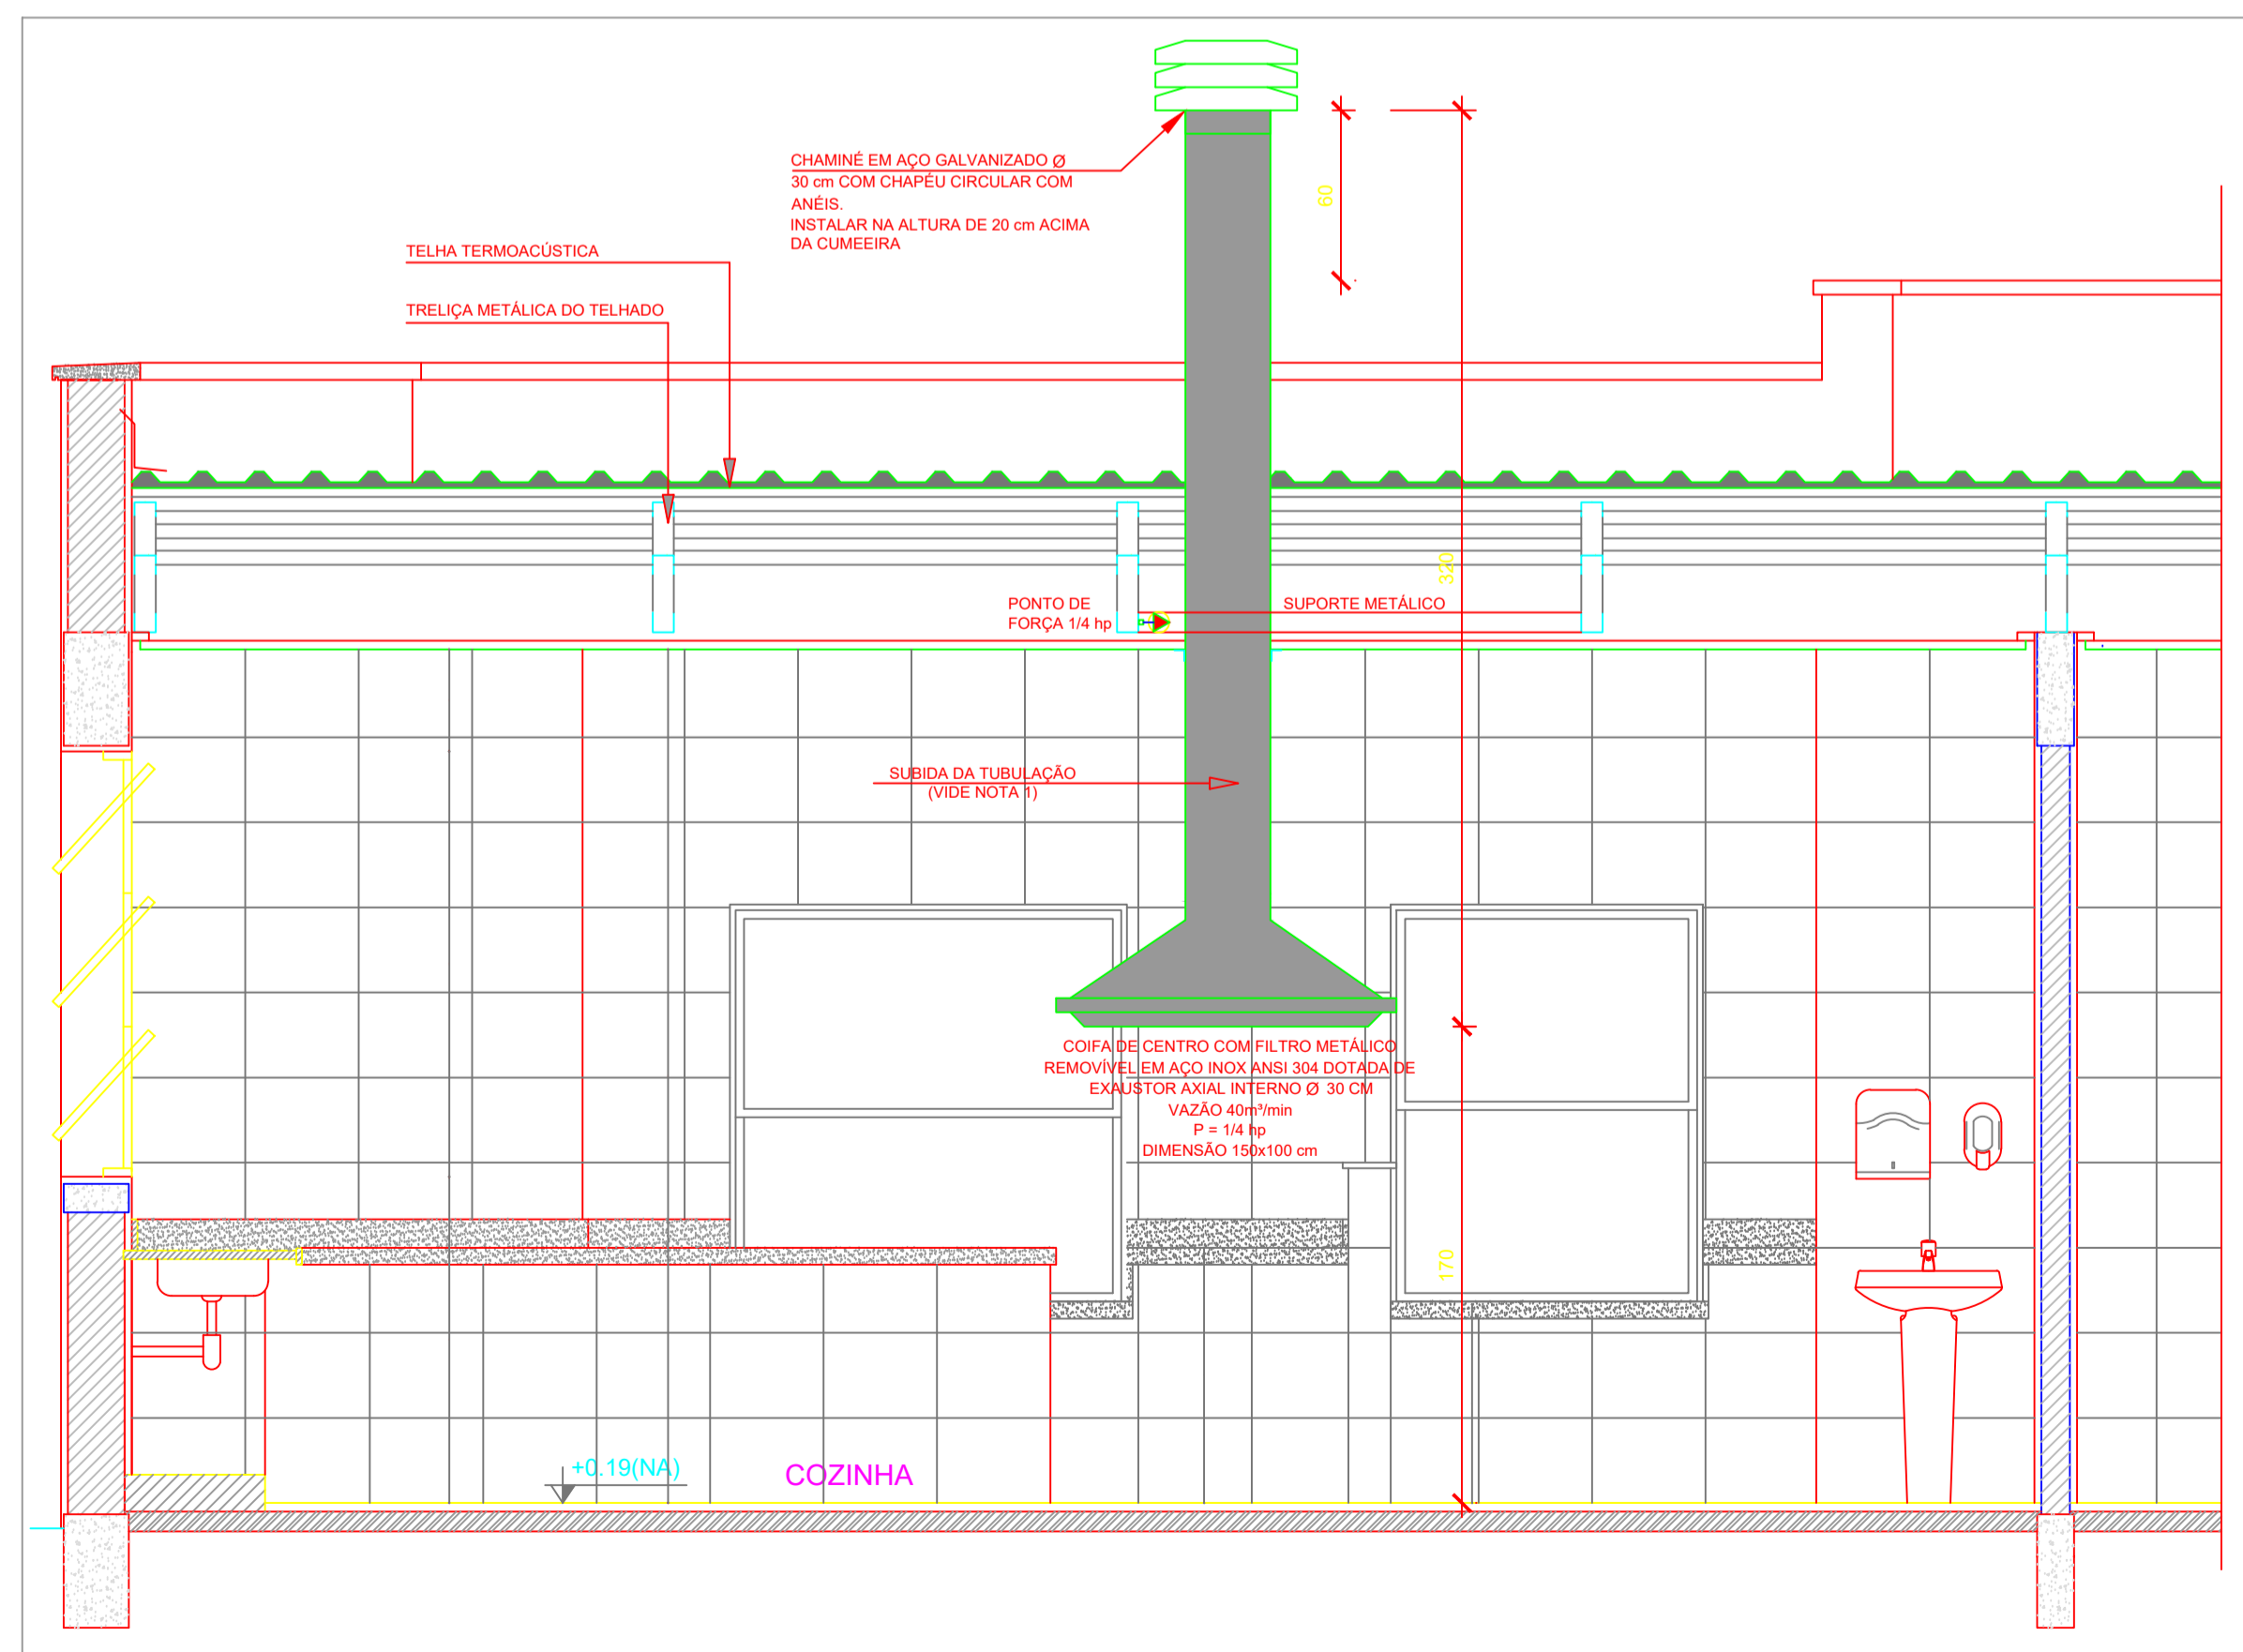 CHAMINÉ EM AÇO GALVANIZADO Ø
30 cm COM CHAPÉU CIRCULAR COM
ANÉIS.
INSTALAR NA ALTURA DE 20 cm ACIMA
DA CUMEEIRA
60
TELHA TERMOACÚSTICA
TRELIÇA METÁLICA DO TELHADO
320
PONTO DE
FORÇA 1/4 hp
SUPORTE METÁLICO
SUBIDA DA TUBULAÇÃO
(VIDE NOTA 1)
COIFA DE CENTRO COM FILTRO METÁLICO
REMOVÍVEL EM AÇO INOX ANSI 304 DOTADA DE
EXAUSTOR AXIAL INTERNO Ø 30 CM
VAZÃO 40m³/min
P = 1/4 hp
DIMENSÃO 150x100 cm
170
+0.19(NA)
COZINHA